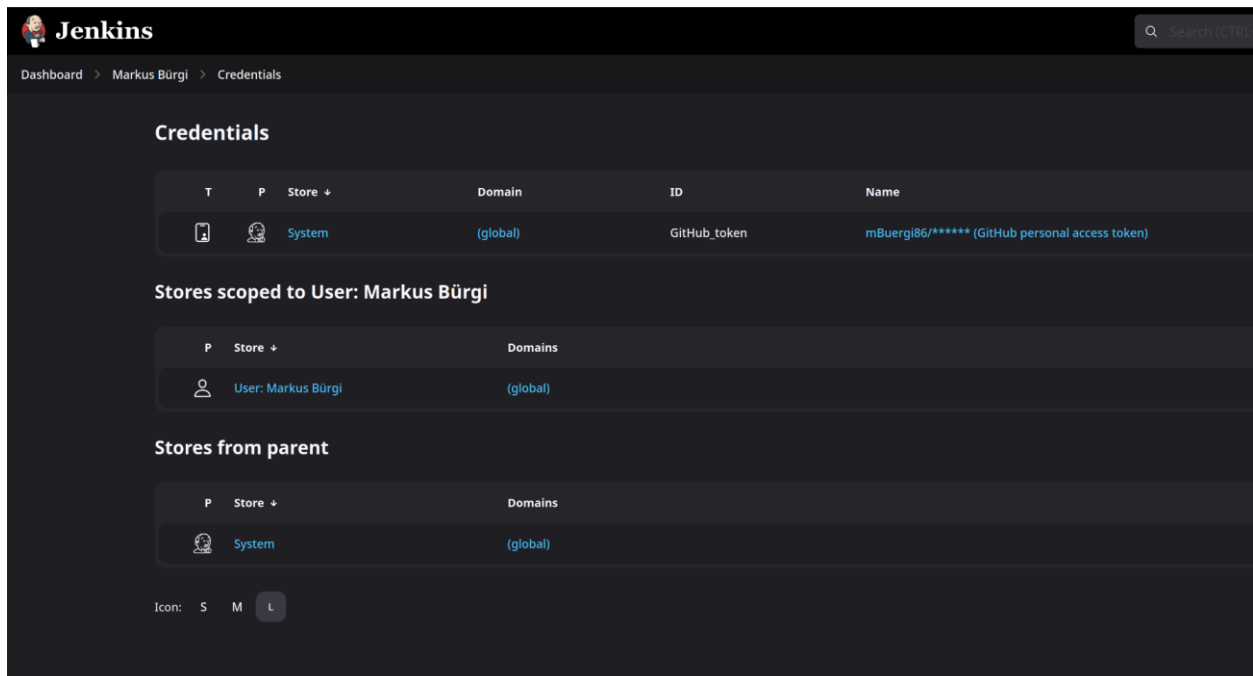 Jenkins
Search (CTRL
Dashboard > Markus Bürgi > Credentials
Credentials
T P Store ↓ Domain ID Name
System (global) GitHub_token mBuergi86/****** (GitHub personal access token)
Stores scoped to User: Markus Bürgi
P Store ↓ Domains
User: Markus Bürgi (global)
Stores from parent
P Store ↓ Domains
System (global)
Icon: S M L